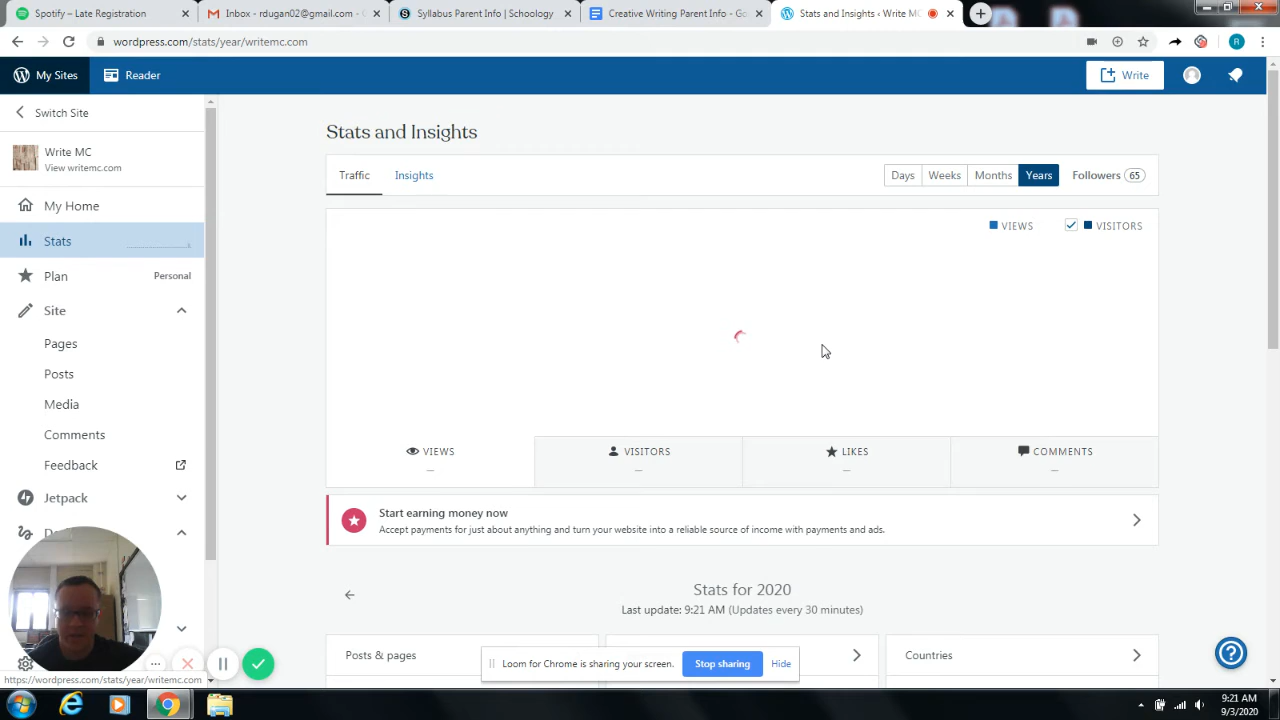 Spotify – Late Registration
Inbox - rdugan02@gmail.com -
Syllabus Parent Info | Schoology
Creative Writing Parent Info - Go
Stats and Insights ‹ Write MC
wordpress.com/stats/year/writemc.com
My Sites
Reader
Write
Switch Site
Write MC
View writemc.com
My Home
Stats
Plan
Personal
Site
Pages
Posts
Media
Comments
Feedback
Jetpack
Stats and Insights
Traffic
Insights
Days
Weeks
Months
Years
Followers 65
VIEWS
VISITORS
VIEWS
VISITORS
LIKES
COMMENTS
Start earning money now
Accept payments for just about anything and turn your website into a reliable source of income with payments and ads.
Stats for 2020
Last update: 9:21 AM (Updates every 30 minutes)
Posts & pages
Countries
Loom for Chrome is sharing your screen.
Stop sharing
Hide
https://wordpress.com/stats/year/writemc.com
9:21 AM
9/3/2020